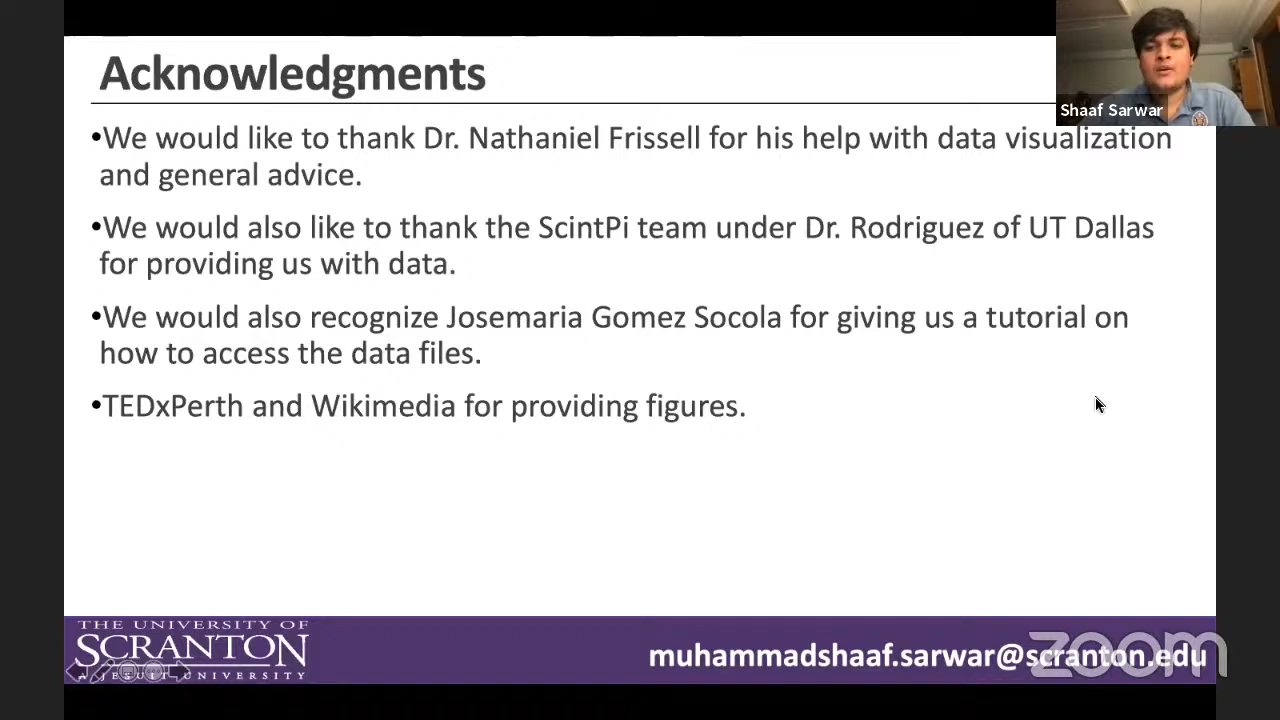 Acknowledgments
Shaaf Sarwar
•We would like to thank Dr. Nathaniel Frissell for his help with data visualization
and general advice.
•We would also like to thank the ScintPi team under Dr. Rodriguez of UT Dallas
for providing us with data.
•We would also recognize Josemaria Gomez Socola for giving us a tutorial on
how to access the data files.
•TEDxPerth and Wikimedia for providing figures.
THE UNIVERSITY OF
SCRANTON
A JESUIT UNIVERSITY
muhammadshaaf.sarwar@scranton.edu
zoom